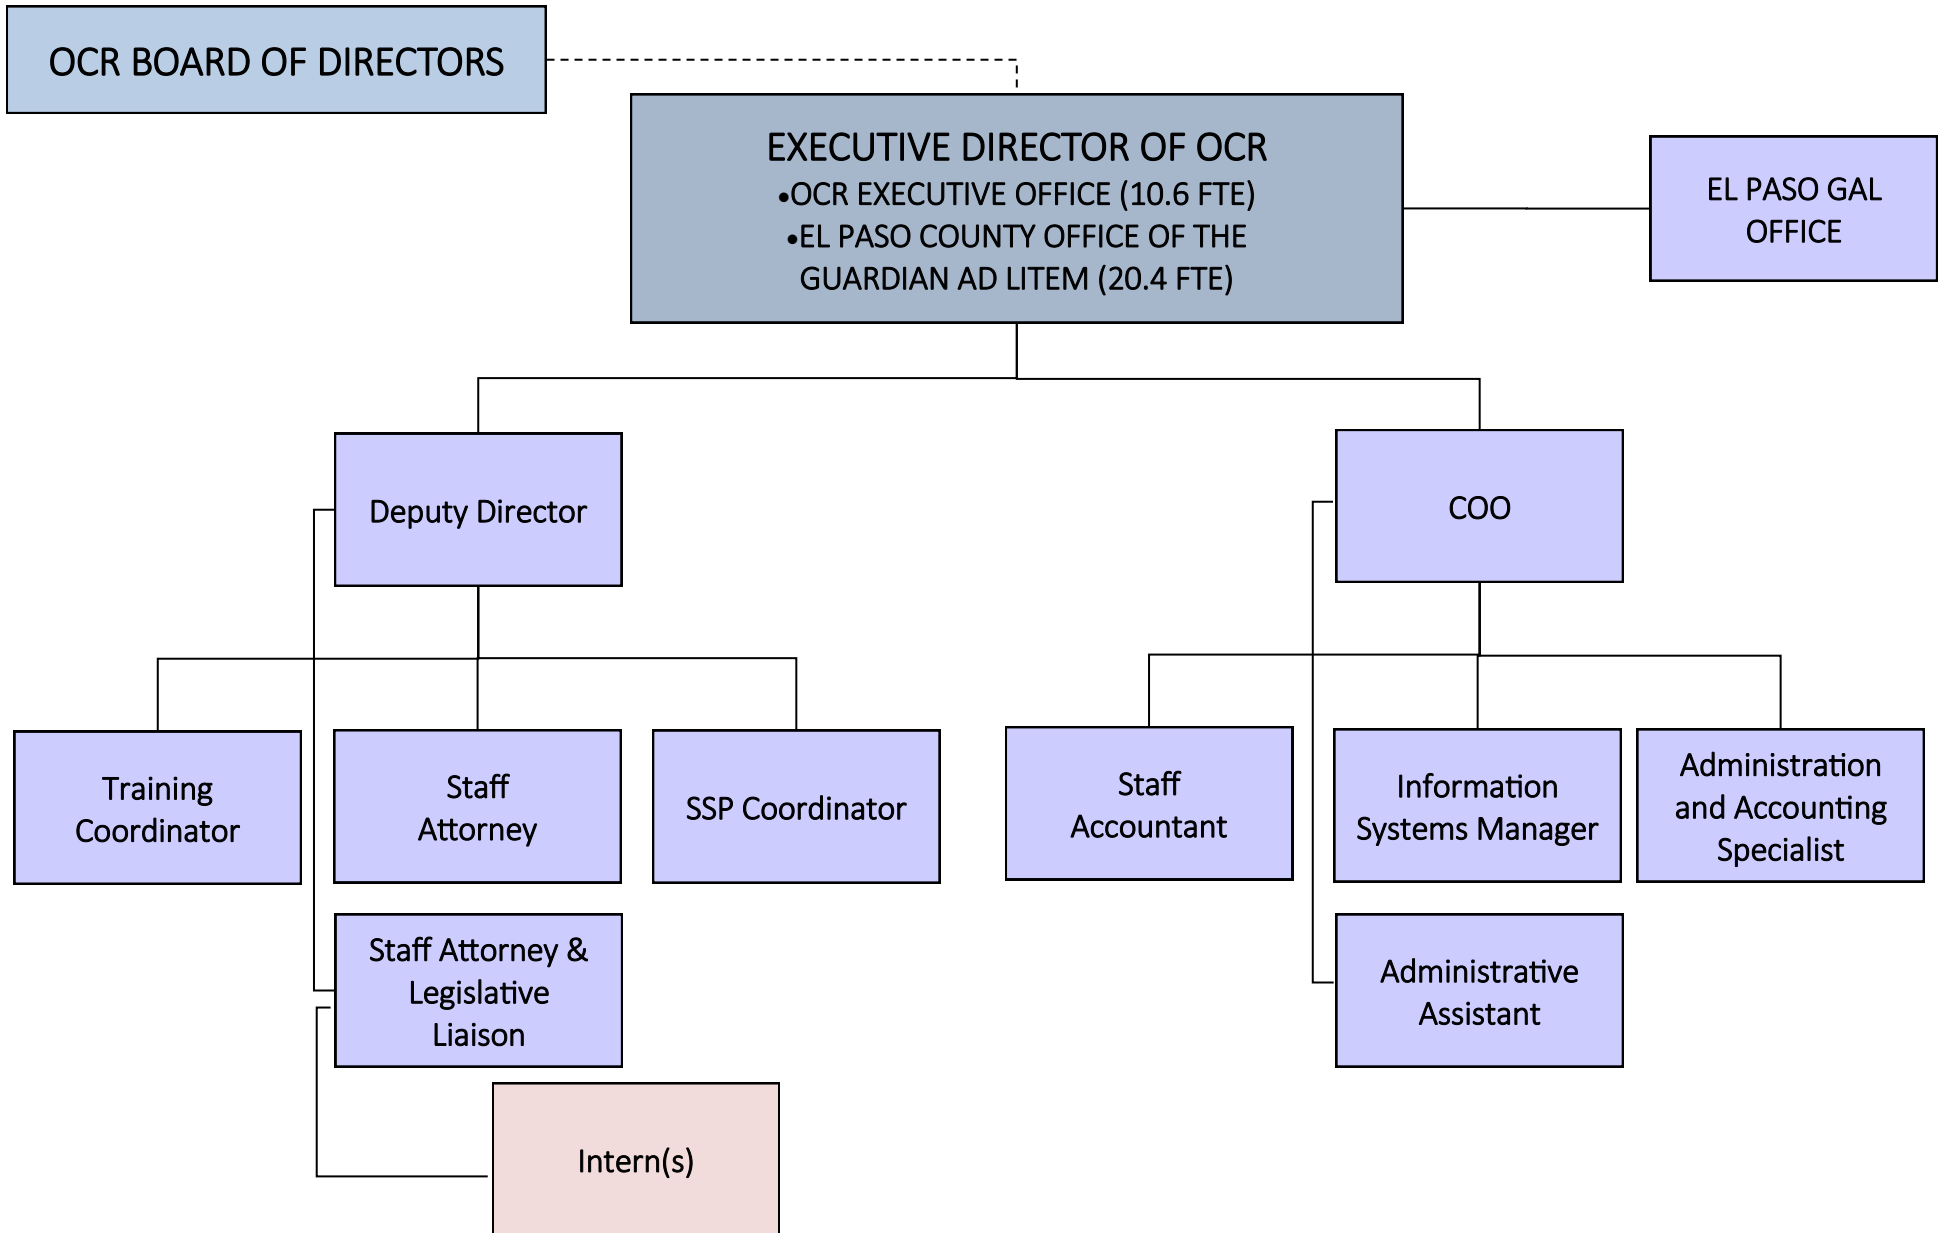 OCR BOARD OF DIRECTORS
EXECUTIVE DIRECTOR OF OCR
•OCR EXECUTIVE OFFICE (10.6 FTE)
•EL PASO COUNTY OFFICE OF THE
GUARDIAN AD LITEM (20.4 FTE)
EL PASO GAL
OFFICE
Deputy Director
COO
Training
Coordinator
Staff
Attorney
SSP Coordinator
Staff
Accountant
Information
Systems Manager
Administration
and Accounting
Specialist
Staff Attorney &
Legislative
Liaison
Administrative
Assistant
Intern(s)